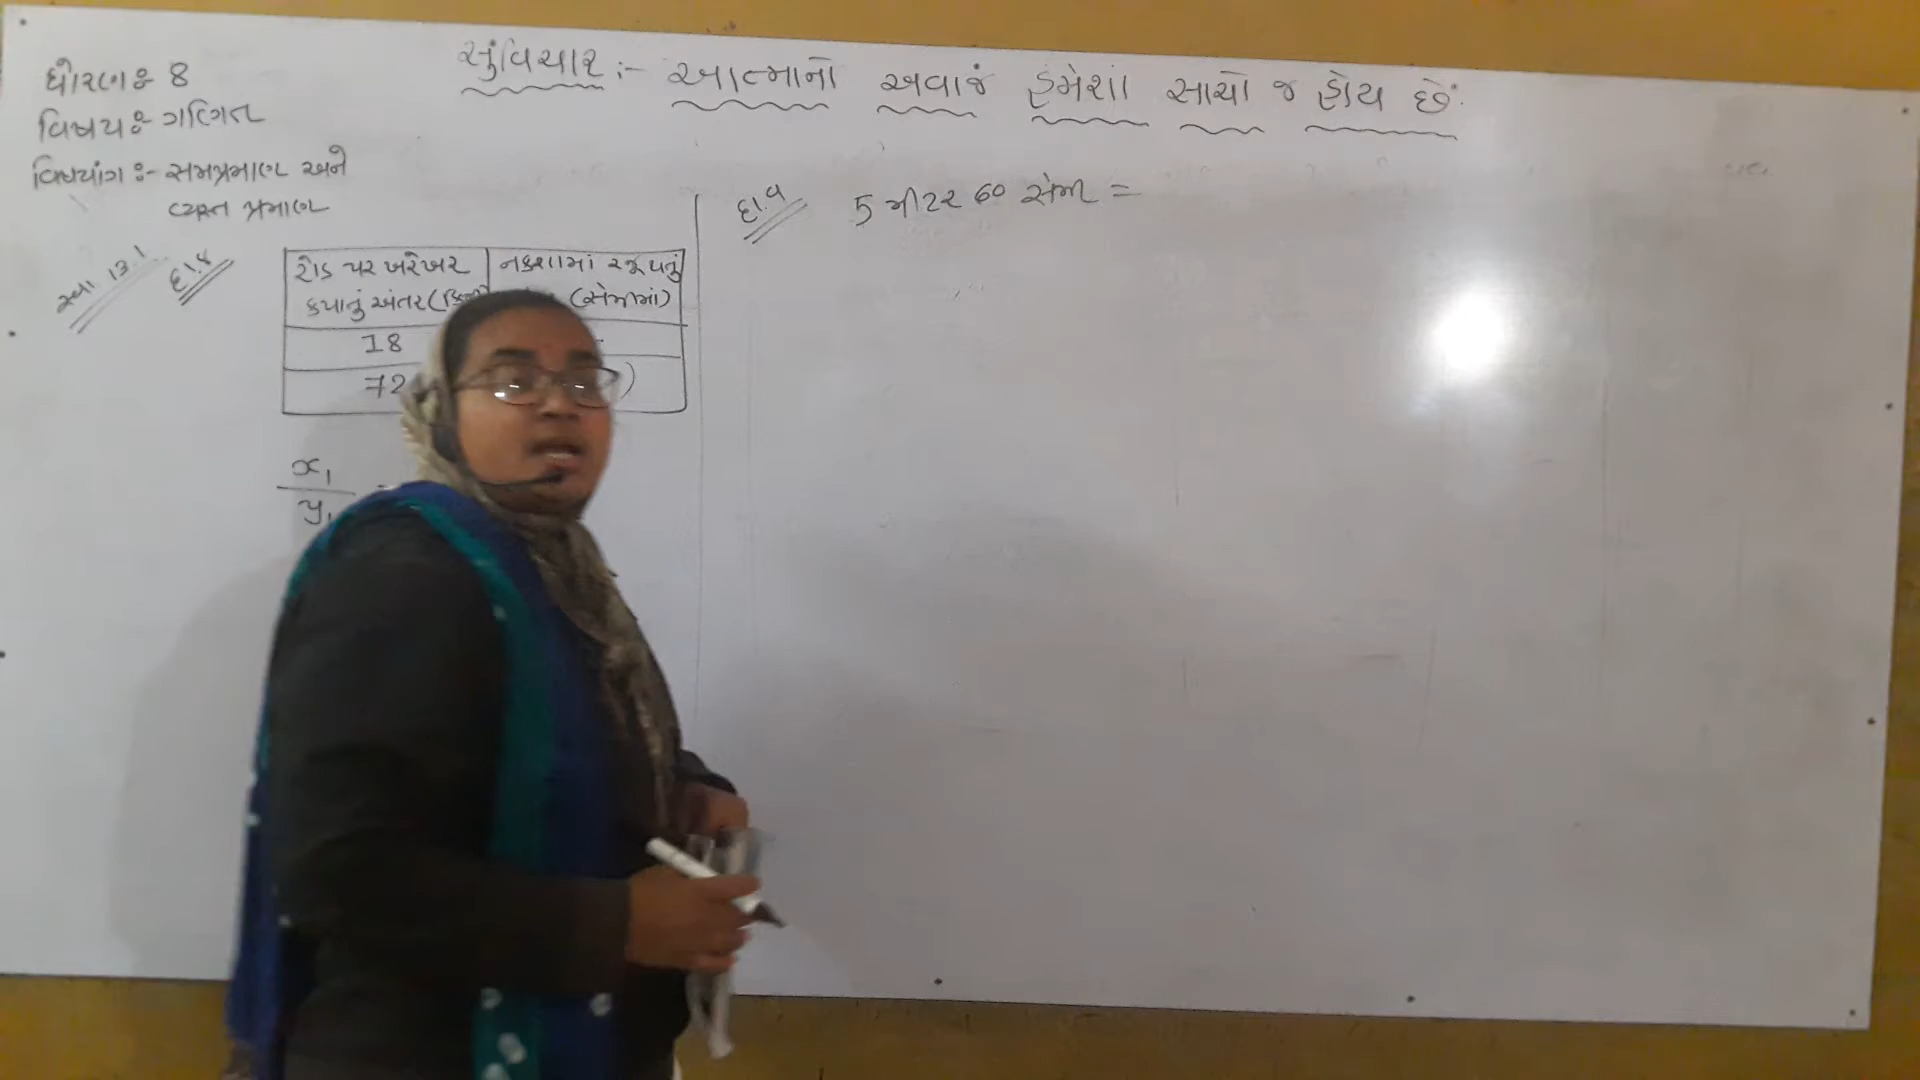 ધોરણઃ 8
વિષયઃ ગણિત
વિષયાંગ :- સમપ્રમાણ અને
વ્યસ્ત પ્રમાણ
સુવિચાર :- આત્માનો અવાજ હંમેશા સાચો જ હોય છે.
સ્વા. 13.1 દા.૪
રોડ પર ખરેખર
કપાતું અંતર
નકશામાં રજૂ થતું
(સેમીમાં)
18
72 )
x₁
y₁
દા.૫ 5 મીટર 60 સેમી =